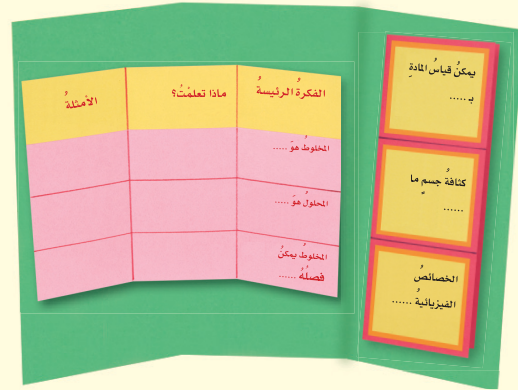 يمكنُ قياسُ المادةِ
بـ .....
كثافةُ جسمٍ ما
......
الخصائصُ
الفيزيائيةُ ......
الفكرةُ الرئيسةُ
ماذا تعلمْتُ؟
الأمثلةُ
المخلوطُ هوَ .....
المحلولُ هوَ .....
المخلوطُ يمكنُ
فصلُهُ ......